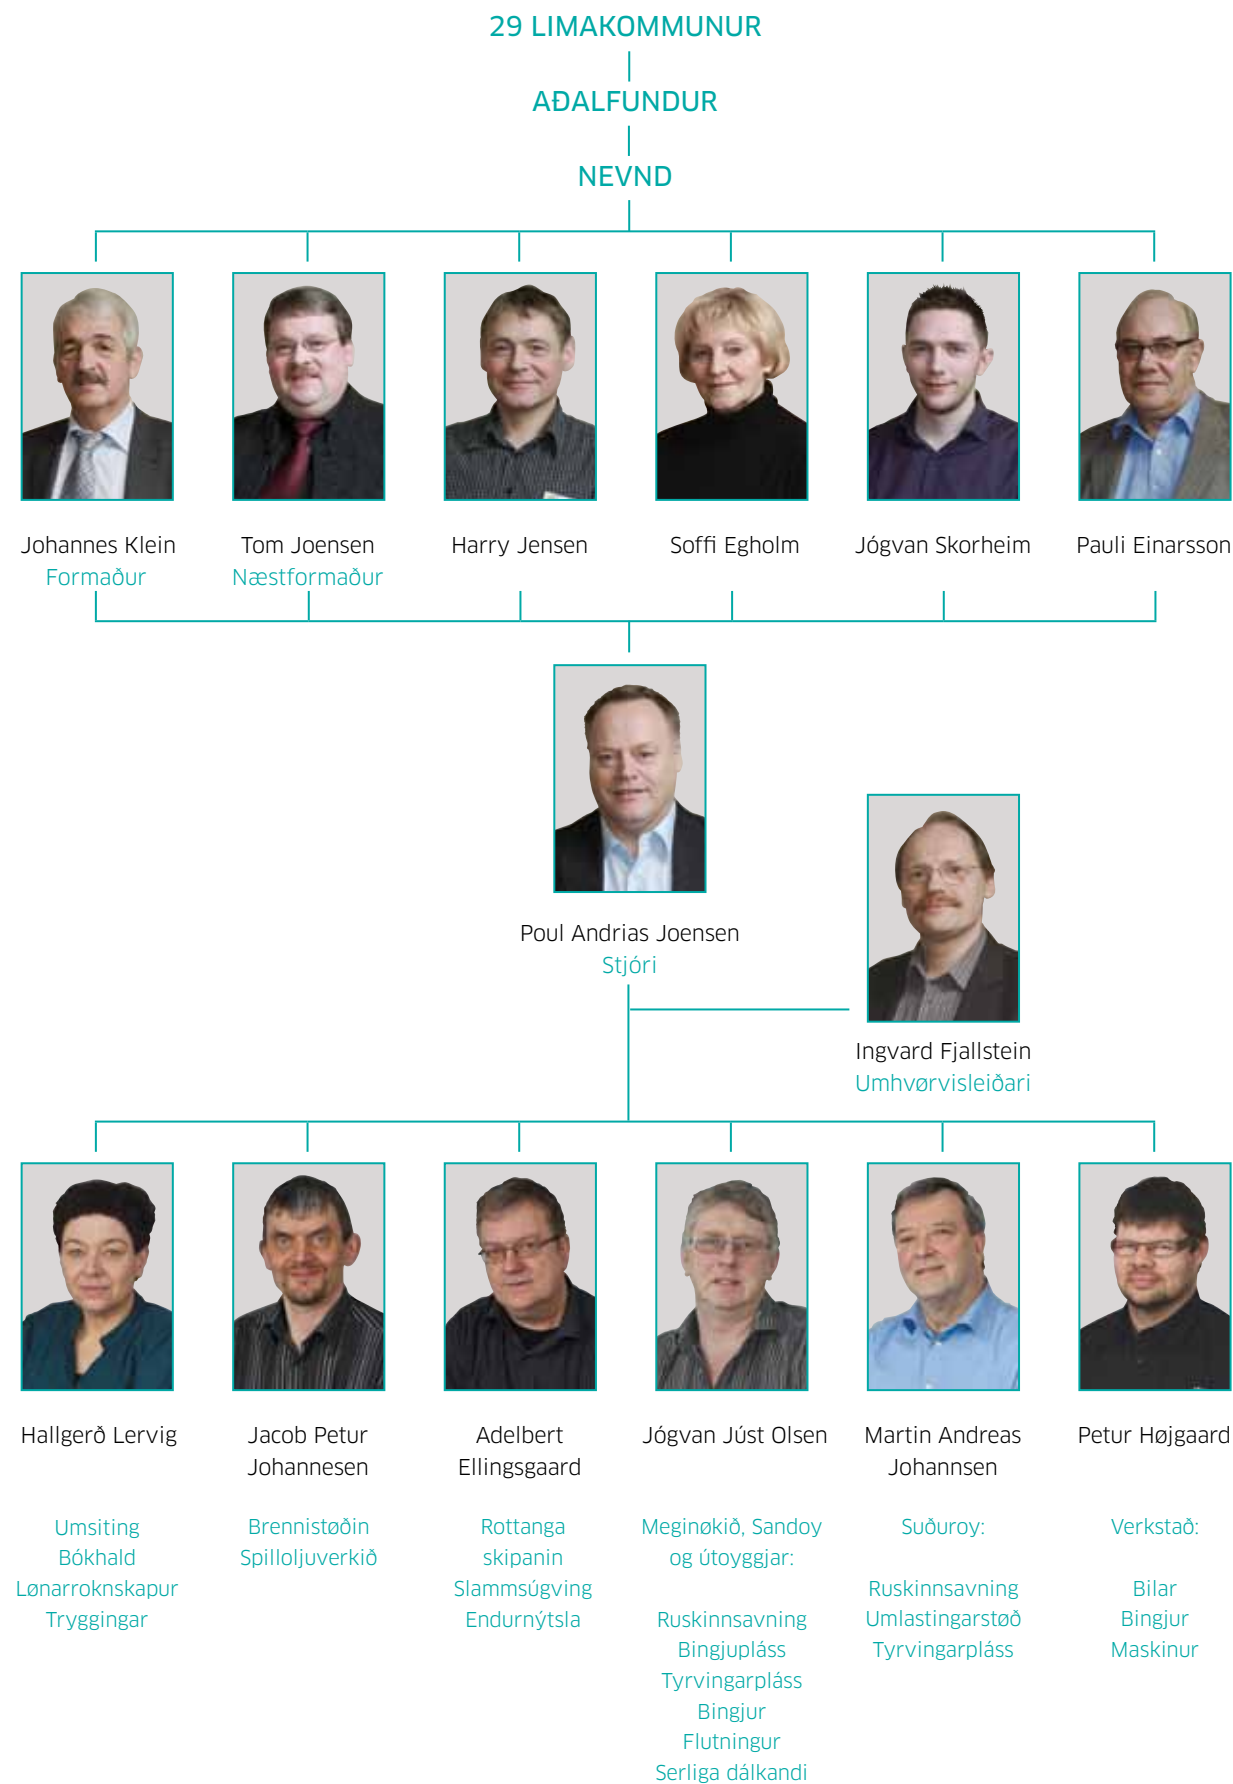 29 LIMAKOMMUNUR
AÐALFUNDUR
NEVND
Johannes Klein
Formaður
Tom Joensen
Næstformaður
Harry Jensen
Soffi Egholm
Jógvan Skorheim
Pauli Einarsson
Poul Andrias Joensen
Stjóri
Ingvard Fjallstein
Umhvørvisleiðari
Hallgerð Lervig
Umsiting
Bókhald
Lønarroknskapur
Tryggingar
Jacob Petur
Johannesen
Brennistøðin
Spilloljuverkið
Adelbert
Ellingsgaard
Rottanga
skipanin
Slammsúgving
Endurnýtsla
Jógvan Júst Olsen
Meginøkið, Sandoy
og útoyggjar:
Ruskinnsavning
Bingjupláss
Tyrvingarpláss
Bingjur
Flutningur
Serliga dálkandi
Martin Andreas
Johannsen
Suðuroy:
Ruskinnsavning
Umlastingarstøð
Tyrvingarpláss
Petur Højgaard
Verkstað:
Bilar
Bingjur
Maskinur